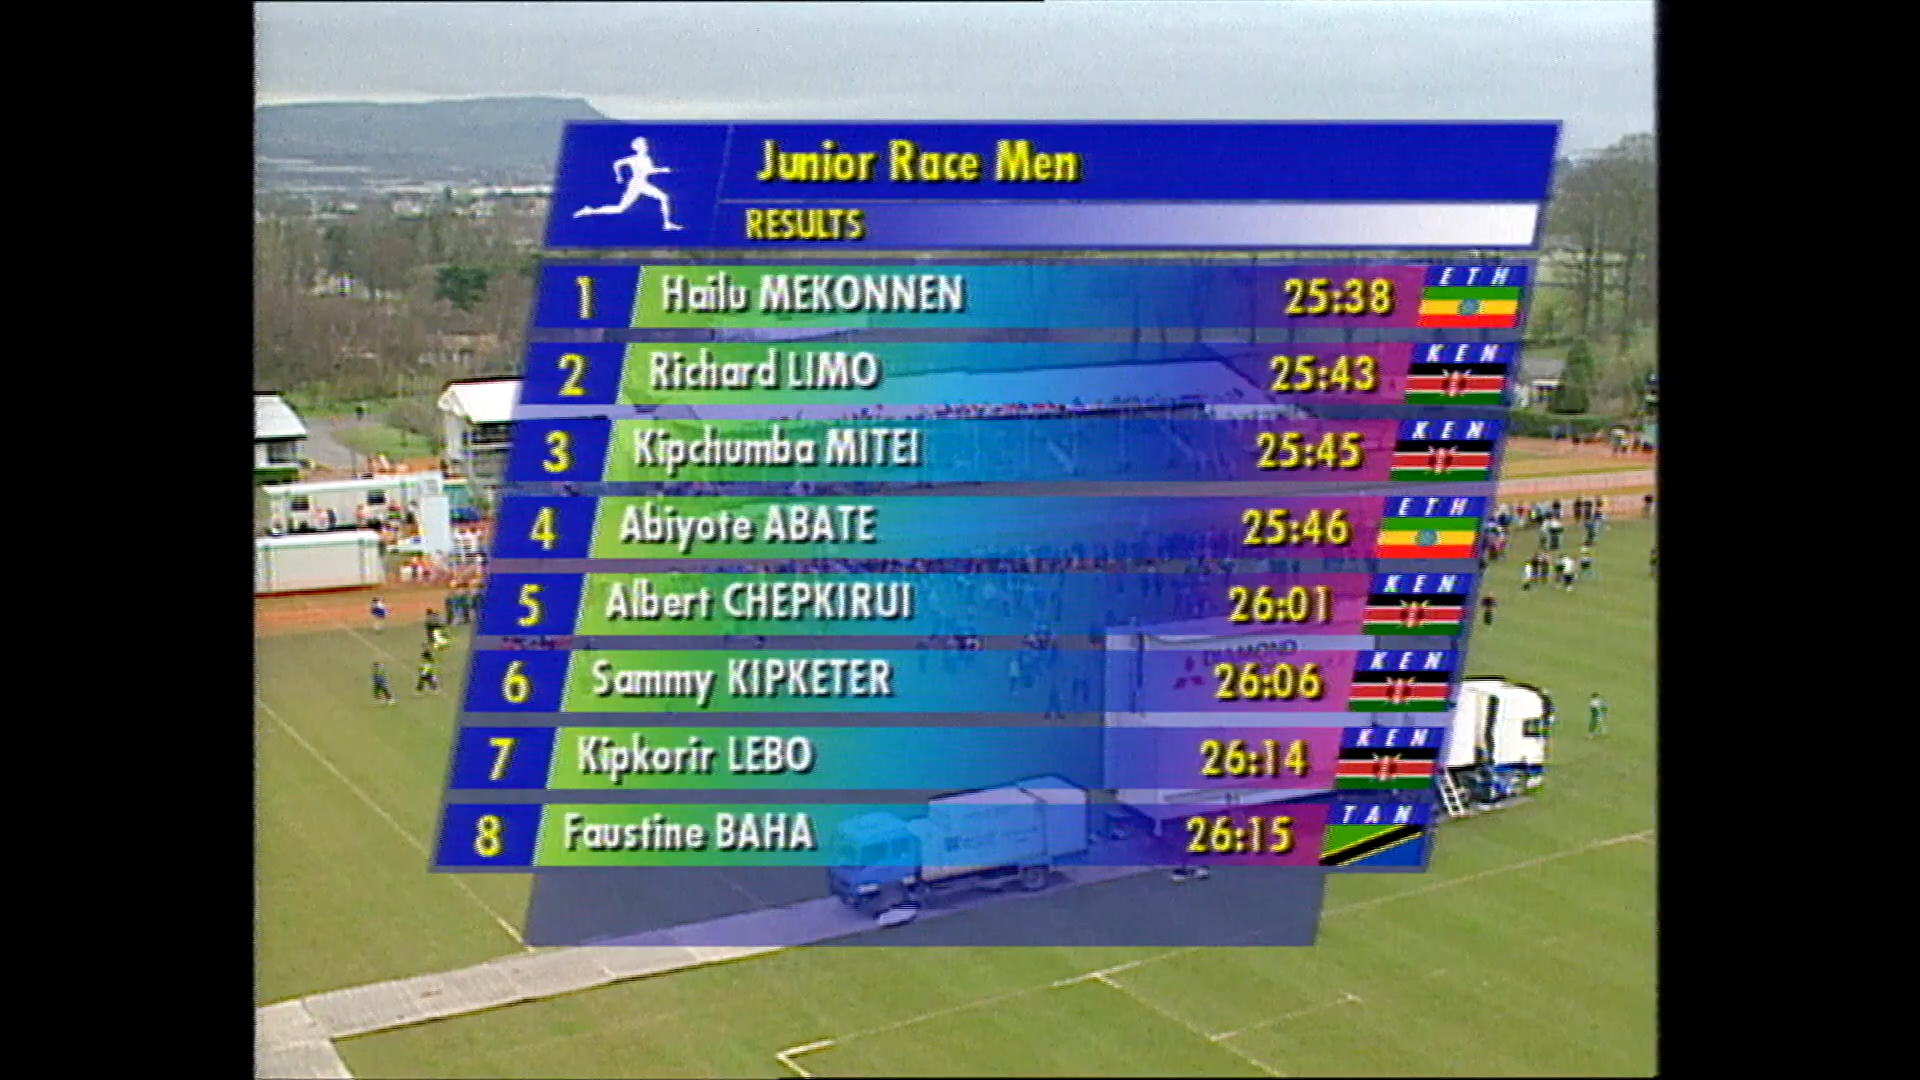 Junior Race Men
RESULTS
1 Hailu MEKONNEN 25:38 ETH
2 Richard LIMO 25:43 KEN
3 Kipchumba MITEI 25:45 KEN
4 Abiyote ABATE 25:46 ETH
5 Albert CHEPKIRUI 26:01 KEN
6 Sammy KIPKETER 26:06 KEN
7 Kipkorir LEBO 26:14 KEN
8 Faustine BAHA 26:15 TAN
DIAMOND